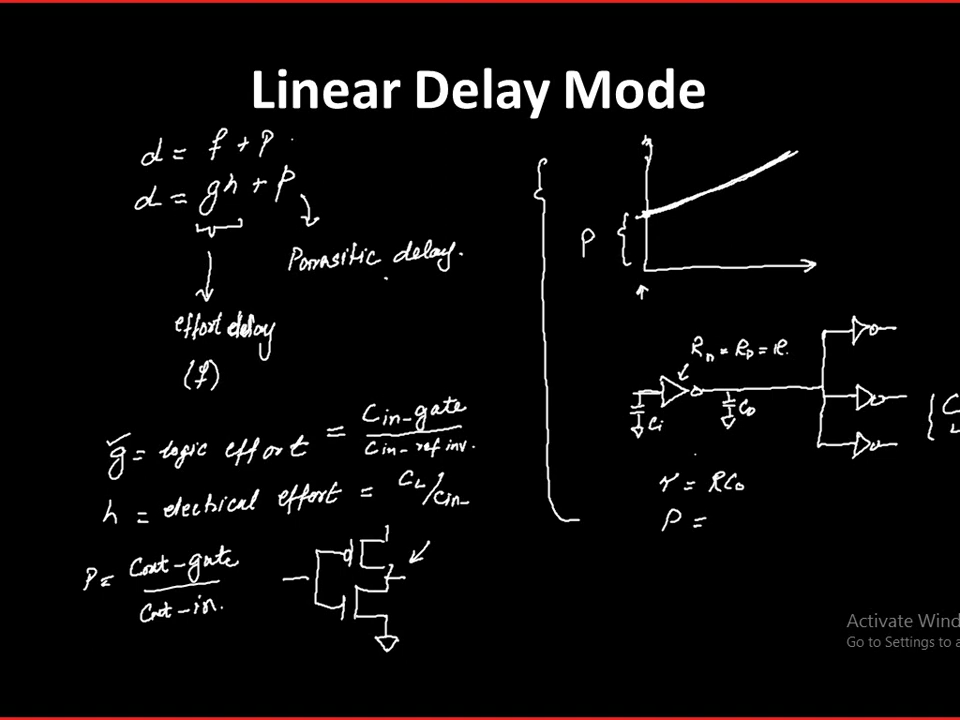 Linear Delay Mode
d = f + p
d = gh + p
Parasitic delay.
effort delay
(f)
g = logic effort = Cin-gate / Cin-ref inv.
h = electrical effort = CL/Cin
P = Cout-gate / Cout-in.
P
Rn = Rp = R.
Ci
Co
C
L
τ = RCo
P =
Activate Wind
Go to Settings to a